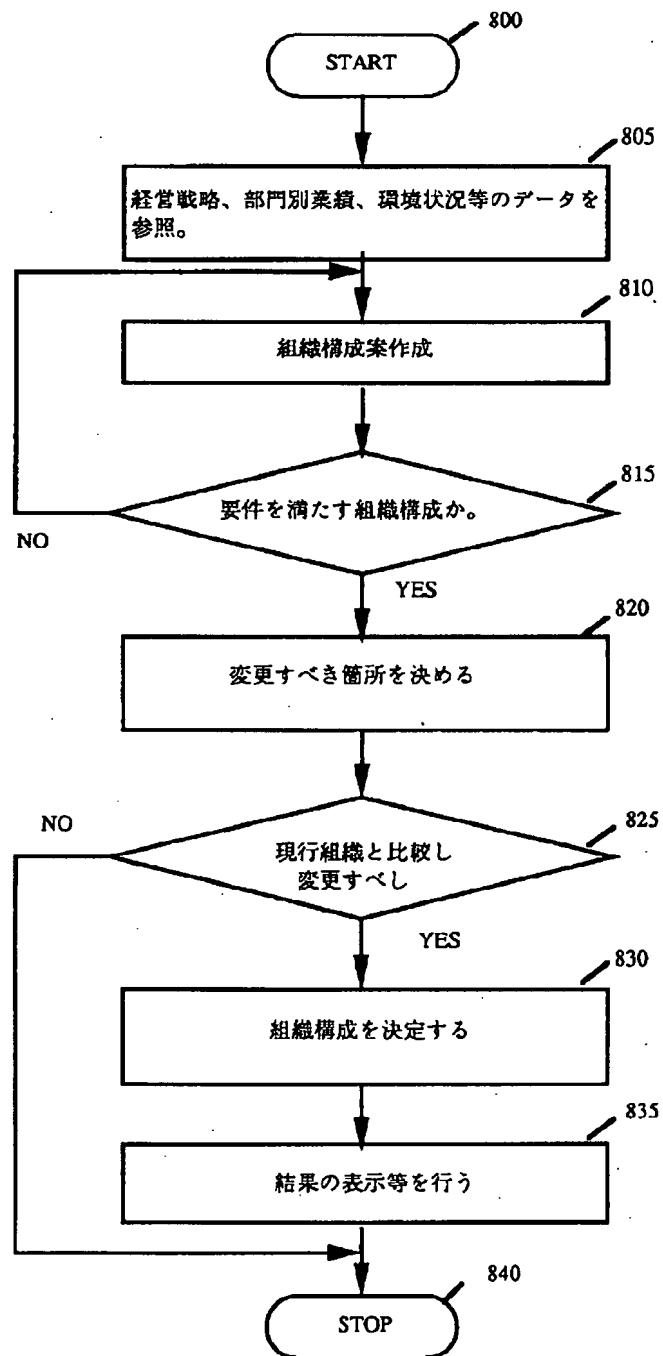 800
START
805
経営戦略、部門別業績、環境状況等のデータを
参照。
810
組織構成案作成
815
要件を満たす組織構成か。
NO
YES
820
変更すべき箇所を決める
NO
825
現行組織と比較し
変更すべし
YES
830
組織構成を決定する
835
結果の表示等を行う
840
STOP